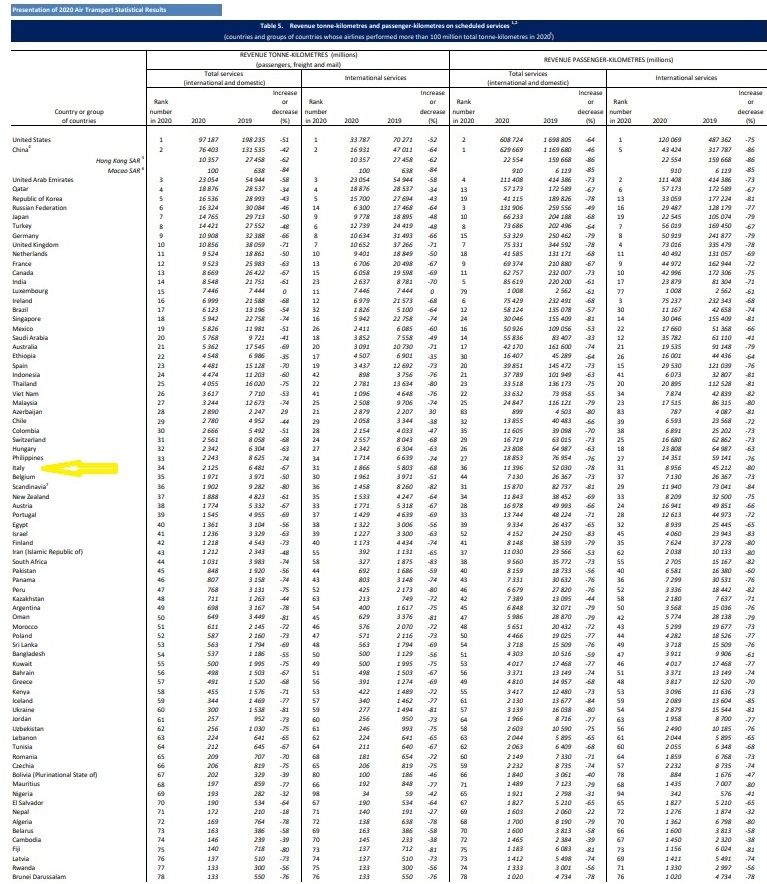 Presentation of 2020 Air Transport Statistical Results
Table 5. Revenue tonne-kilometres and passenger-kilometres on scheduled services 1,2
(countries and groups of countries whose airlines performed more than 100 million total tonne-kilometres in 2020)
REVENUE TONNE-KILOMETRES (millions) REVENUE PASSENGER-KILOMETRES (millions)
(passengers, freight and mail)
Total services International services Total services International services
(international and domestic) (international and domestic)
Country or group of countries Rank number in 2020 2020 2019 Increase or decrease (%) Rank number in 2020 2020 2019 Increase or decrease (%) Rank number in 2020 2020 2019 Increase or decrease (%) Rank number in 2020 2020 2019 Increase or decrease (%)
United States 1 97 187 198 235 -51 1 33 787 70 271 -52 2 608 724 1 698 805 -64 1 120 069 487 362 -75
China 2 76 403 131 535 -42 2 16 931 47 011 -64 1 629 669 1 169 680 -46 5 43 424 317 787 -86
Hong Kong SAR 10 357 27 458 -62 10 357 27 458 -62 22 554 159 668 -86 22 554 159 668 -86
Macao SAR 100 638 -84 100 638 -84 910 6 119 -85 910 6 119 -85
United Arab Emirates 3 23 054 54 944 -58 3 23 054 54 944 -58 4 111 408 414 386 -73 2 111 408 414 386 -73
Qatar 4 18 876 28 537 -34 4 18 876 28 537 -34 13 57 173 172 589 -67 6 57 173 172 589 -67
Republic of Korea 5 16 536 28 993 -43 5 15 700 27 694 -43 19 41 115 189 826 -78 13 33 059 177 224 -81
Russian Federation 6 16 324 30 084 -46 14 6 300 17 468 -64 3 131 906 259 556 -49 16 29 487 128 179 -77
Japan 7 14 765 29 713 -50 9 9 778 18 895 -48 10 66 233 204 188 -68 19 22 545 105 074 -79
Turkey 8 14 421 27 552 -48 6 12 739 24 419 -48 8 73 686 202 496 -64 7 56 019 169 450 -67
Germany 9 10 908 32 388 -66 8 10 634 31 493 -66 15 53 329 250 462 -79 8 50 919 241 877 -79
United Kingdom 10 10 856 38 059 -71 7 10 652 37 266 -71 7 75 331 344 592 -78 4 73 016 335 479 -78
Netherlands 11 9 524 18 861 -50 10 9 401 18 849 -50 18 41 585 131 171 -68 11 40 492 131 057 -69
France 12 9 523 25 983 -63 13 6 706 20 498 -67 9 69 374 210 880 -67 9 44 972 162 944 -72
Canada 13 8 669 26 422 -67 15 6 058 19 598 -69 11 62 757 232 007 -73 10 42 996 172 306 -75
India 14 8 548 21 751 -61 23 2 637 8 781 -70 5 85 619 220 200 -61 17 23 879 81 304 -71
Luxembourg 15 7 446 7 444 0 11 7 446 7 444 0 79 1 008 2 562 -61 77 1 008 2 562 -61
Ireland 16 6 999 21 588 -68 12 6 979 21 573 -68 6 75 429 232 491 -68 3 75 237 232 343 -68
Brazil 17 6 123 13 196 -54 32 1 826 5 100 -64 12 58 124 135 078 -57 30 11 167 42 658 -74
Singapore 18 5 942 22 758 -74 16 5 942 22 758 -74 24 30 046 155 409 -81 14 30 046 155 409 -81
Mexico 19 5 826 11 981 -51 26 2 411 6 085 -60 16 50 926 109 056 -53 22 17 660 51 368 -66
Saudi Arabia 20 5 768 9 721 -41 18 3 852 7 558 -49 14 55 836 83 407 -33 12 35 782 61 110 -41
Australia 21 5 362 17 545 -69 20 3 091 10 730 -71 17 42 170 161 600 -74 21 19 535 91 148 -79
Ethiopia 22 4 548 6 986 -35 17 4 507 6 901 -35 30 16 407 45 289 -64 26 16 001 44 436 -64
Spain 23 4 481 15 128 -70 19 3 437 12 692 -73 20 39 851 145 472 -73 15 29 530 121 039 -76
Indonesia 24 4 474 11 203 -60 42 898 3 756 -76 21 37 789 101 949 -63 41 6 073 32 807 -81
Thailand 25 4 055 16 020 -75 22 2 781 13 634 -80 23 33 518 136 173 -75 20 20 895 112 528 -81
Viet Nam 26 3 617 7 710 -53 41 1 096 4 648 -76 22 33 632 73 958 -55 34 7 874 42 839 -82
Malaysia 27 3 244 12 673 -74 25 2 508 9 706 -74 25 24 847 116 121 -79 23 17 515 86 315 -80
Azerbaijan 28 2 890 2 247 29 21 2 879 2 207 30 83 899 4 503 -80 83 787 4 087 -81
Chile 29 2 780 4 952 -44 29 2 058 3 344 -38 32 13 855 40 483 -66 39 6 593 23 568 -72
Colombia 30 2 666 5 492 -51 28 2 154 4 033 -47 35 11 605 39 098 -70 38 6 891 25 202 -73
Switzerland 31 2 561 8 058 -68 24 2 557 8 043 -68 29 16 719 63 015 -73 25 16 680 62 862 -73
Hungary 32 2 342 6 304 -63 27 2 342 6 304 -63 26 23 808 64 987 -63 18 23 808 64 987 -63
Philippines 33 2 243 8 625 -74 34 1 714 6 639 -74 27 18 853 76 954 -76 27 14 351 59 141 -76
Italy 34 2 125 6 481 -67 31 1 866 5 803 -68 36 11 396 52 030 -78 31 8 956 45 212 -80
Belgium 35 1 971 3 971 -50 30 1 961 3 971 -51 44 7 130 26 367 -73 37 7 130 26 367 -73
Scandinavia 36 1 902 9 282 -80 36 1 458 8 260 -82 31 15 870 82 737 -81 29 11 940 73 041 -84
New Zealand 37 1 888 4 823 -61 35 1 533 4 247 -64 34 11 843 38 452 -69 33 8 209 32 500 -75
Austria 38 1 774 5 332 -67 33 1 771 5 318 -67 28 16 978 49 993 -66 24 16 941 49 851 -66
Portugal 39 1 545 4 955 -69 37 1 429 4 639 -69 33 13 744 48 224 -71 28 12 613 44 973 -72
Egypt 40 1 361 3 104 -56 38 1 322 3 006 -56 39 9 334 26 437 -65 32 8 939 25 445 -65
Israel 41 1 236 3 329 -63 39 1 227 3 300 -63 52 4 152 24 250 -83 45 4 060 23 943 -83
Finland 42 1 218 4 543 -73 40 1 173 4 434 -74 41 8 148 38 539 -79 35 7 624 37 278 -80
Iran (Islamic Republic of) 43 1 212 2 343 -48 55 392 1 131 -65 37 11 030 23 566 -53 62 2 038 10 133 -80
South Africa 44 1 031 3 983 -74 58 327 1 875 -83 38 9 560 35 772 -73 55 2 705 15 167 -82
Pakistan 45 848 1 920 -56 44 692 1 686 -59 40 8 159 18 733 -56 40 6 581 16 380 -60
Panama 46 807 3 158 -74 43 803 3 148 -74 43 7 331 30 632 -76 36 7 299 30 531 -76
Peru 47 768 3 131 -75 52 425 2 173 -80 47 6 679 27 820 -76 52 3 336 18 442 -82
Kazakhstan 48 711 1 263 -44 63 213 749 -72 42 7 389 13 095 -44 58 2 180 7 637 -71
Argentina 49 698 3 167 -78 54 400 1 617 -75 45 6 848 32 071 -79 50 3 568 15 036 -76
Oman 50 649 3 449 -81 45 629 3 376 -81 47 5 986 28 870 -79 42 5 774 28 138 -79
Morocco 51 611 2 145 -72 46 576 2 070 -72 48 5 651 20 432 -72 43 5 299 19 673 -73
Poland 52 587 2 160 -73 47 571 2 116 -73 50 4 466 19 025 -77 44 4 282 18 526 -77
Sri Lanka 53 563 1 794 -69 48 563 1 794 -69 54 3 718 15 509 -76 49 3 718 15 509 -76
Bangladesh 54 537 1 186 -55 50 500 1 129 -56 51 4 303 10 516 -59 47 3 911 9 906 -61
Kuwait 55 500 1 995 -75 49 500 1 995 -75 53 4 017 17 468 -77 46 4 017 17 468 -77
Bahrain 56 498 1 503 -67 51 498 1 503 -67 56 3 371 13 149 -74 51 3 371 13 149 -74
Greece 57 491 1 520 -68 56 391 1 274 -69 49 4 810 14 957 -68 48 3 817 12 520 -70
Kenya 58 455 1 576 -71 53 422 1 489 -72 55 3 417 12 480 -73 53 3 096 11 636 -73
Iceland 59 344 1 469 -77 57 340 1 462 -77 61 2 130 13 677 -84 59 2 089 13 604 -85
Ukraine 60 300 1 538 -81 59 277 1 494 -81 57 3 139 16 038 -80 54 2 879 15 544 -81
Jordan 61 257 952 -73 60 256 950 -73 64 1 966 8 716 -77 63 1 958 8 700 -77
Uzbekistan 62 256 1 030 -75 61 246 993 -75 58 2 603 10 590 -75 56 2 490 10 185 -76
Lebanon 63 224 641 -65 62 224 641 -65 63 2 044 5 895 -65 61 2 044 5 895 -65
Tunisia 64 212 645 -67 64 211 640 -67 62 2 063 6 409 -68 60 2 055 6 348 -68
Romania 65 209 707 -70 68 181 654 -72 60 2 149 7 330 -71 64 1 859 6 768 -73
Czechia 66 206 819 -75 65 206 819 -75 59 2 232 8 735 -74 57 2 232 8 735 -74
Bolivia (Plurinational State of) 67 202 329 -39 80 100 186 -46 66 1 840 3 061 -40 78 884 1 676 -47
Mauritius 68 197 859 -77 66 192 848 -77 71 1 489 7 123 -79 68 1 435 7 007 -80
Nigeria 69 193 282 -32 98 34 59 -42 65 1 921 2 798 -31 94 342 576 -41
El Salvador 70 190 534 -64 67 190 534 -64 67 1 827 5 210 -65 65 1 827 5 210 -65
Nepal 71 172 210 -18 71 140 191 -27 69 1 603 2 060 -22 72 1 276 1 874 -32
Algeria 72 169 764 -78 72 138 638 -78 68 1 700 8 190 -79 70 1 362 6 798 -80
Belarus 73 163 386 -58 69 163 386 -58 70 1 600 3 813 -58 66 1 600 3 813 -58
Cambodia 74 146 239 -39 70 145 233 -38 72 1 465 2 384 -39 67 1 450 2 320 -38
Fiji 75 140 718 -80 73 137 712 -81 75 1 183 6 081 -81 73 1 156 6 024 -81
Latvia 76 137 510 -73 74 137 510 -73 73 1 412 5 498 -74 69 1 411 5 491 -74
Rwanda 77 133 300 -56 75 133 300 -56 74 1 333 3 001 -56 71 1 330 2 997 -56
Brunei Darussalam 78 133 550 -76 76 133 550 -76 78 1 020 4 734 -78 76 1 020 4 734 -78